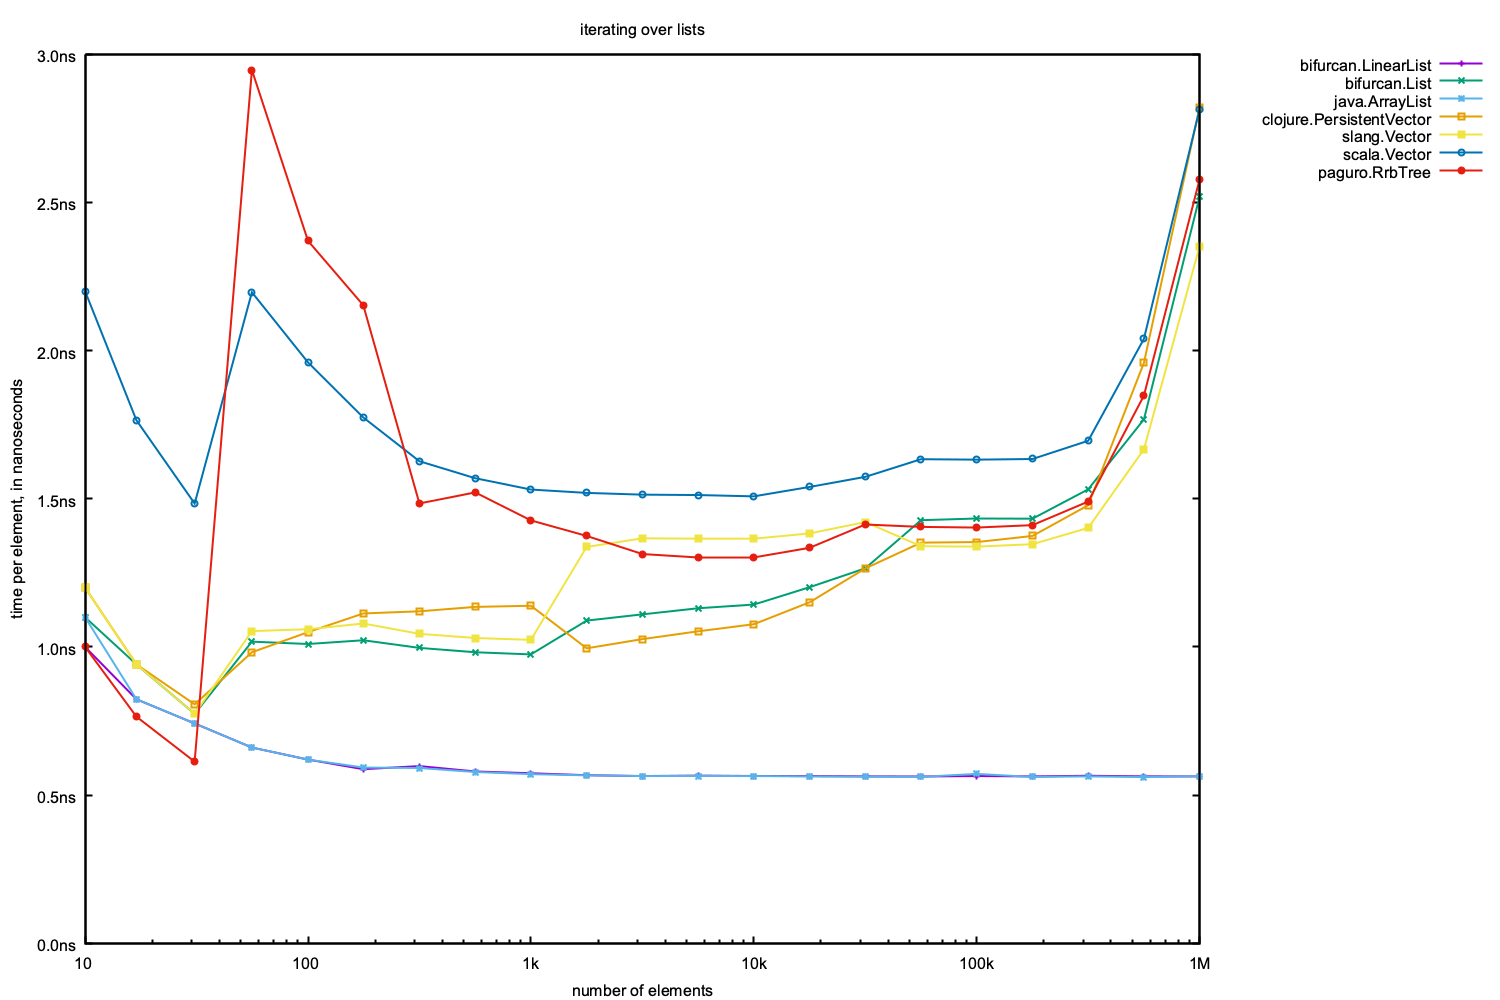 iterating over lists
3.0ns
2.5ns
2.0ns
1.5ns
1.0ns
0.5ns
0.0ns
time per element, in nanoseconds
10
100
1k
10k
100k
1M
number of elements
bifurcan.LinearList
bifurcan.List
java.ArrayList
clojure.PersistentVector
slang.Vector
scala.Vector
paguro.RrbTree